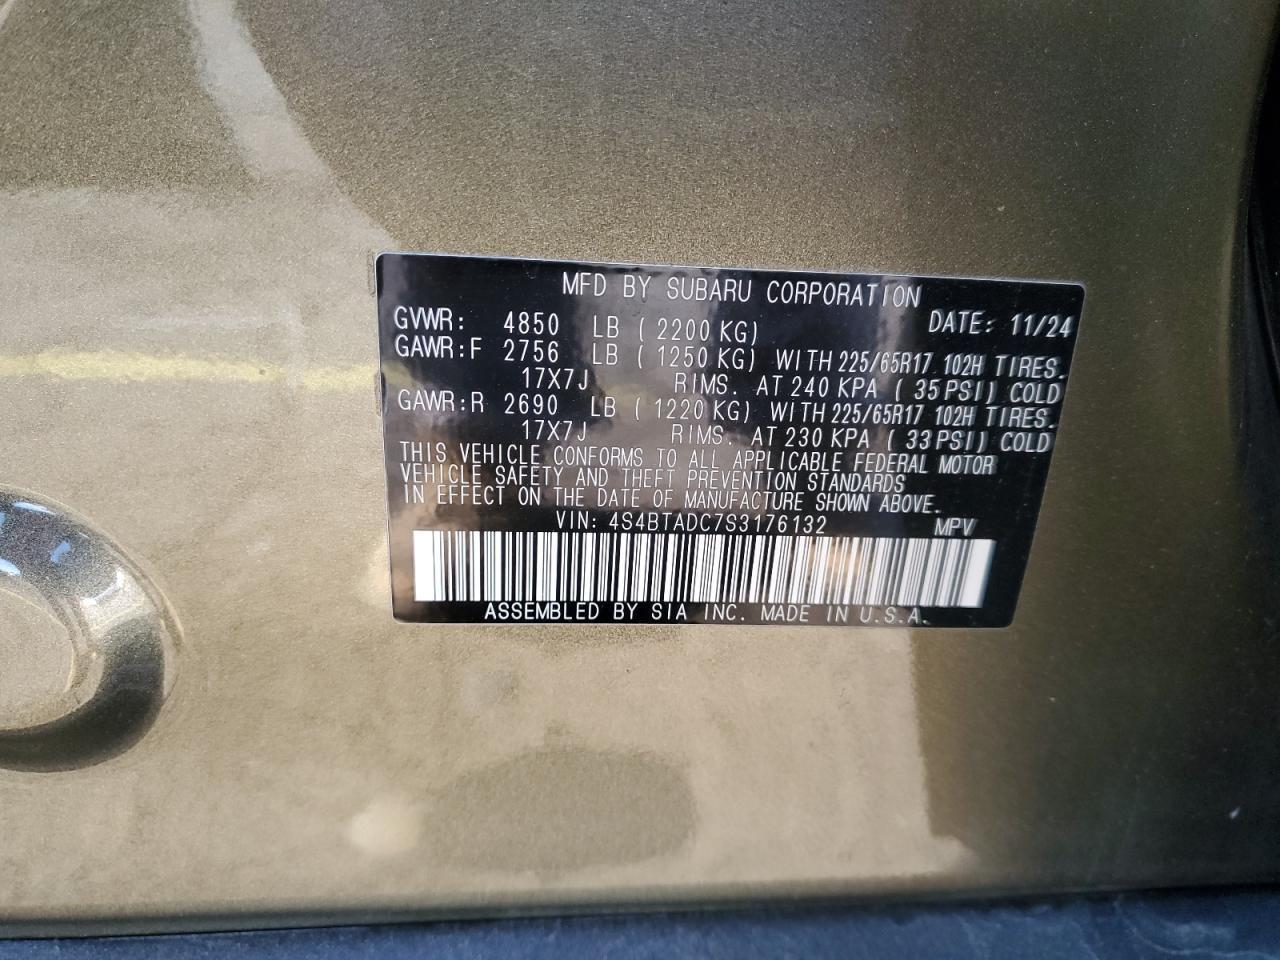 MFD BY SUBARU CORPORATION
GVWR: 4850 LB ( 2200 KG) DATE: 11/24
GAWR:F 2756 LB ( 1250 KG) WITH 225/65R17 102H TIRES.
17X7J RIMS. AT 240 KPA ( 35 PSI) COLD
GAWR:R 2690 LB ( 1220 KG) WITH 225/65R17 102H TIRES.
17X7J RIMS. AT 230 KPA ( 33 PSI) COLD
THIS VEHICLE CONFORMS TO ALL APPLICABLE FEDERAL MOTOR
VEHICLE SAFETY AND THEFT PREVENTION STANDARDS
IN EFFECT ON THE DATE OF MANUFACTURE SHOWN ABOVE.
VIN: 4S4BTADC7S3176132 MPV
ASSEMBLED BY SIA INC. MADE IN U.S.A.